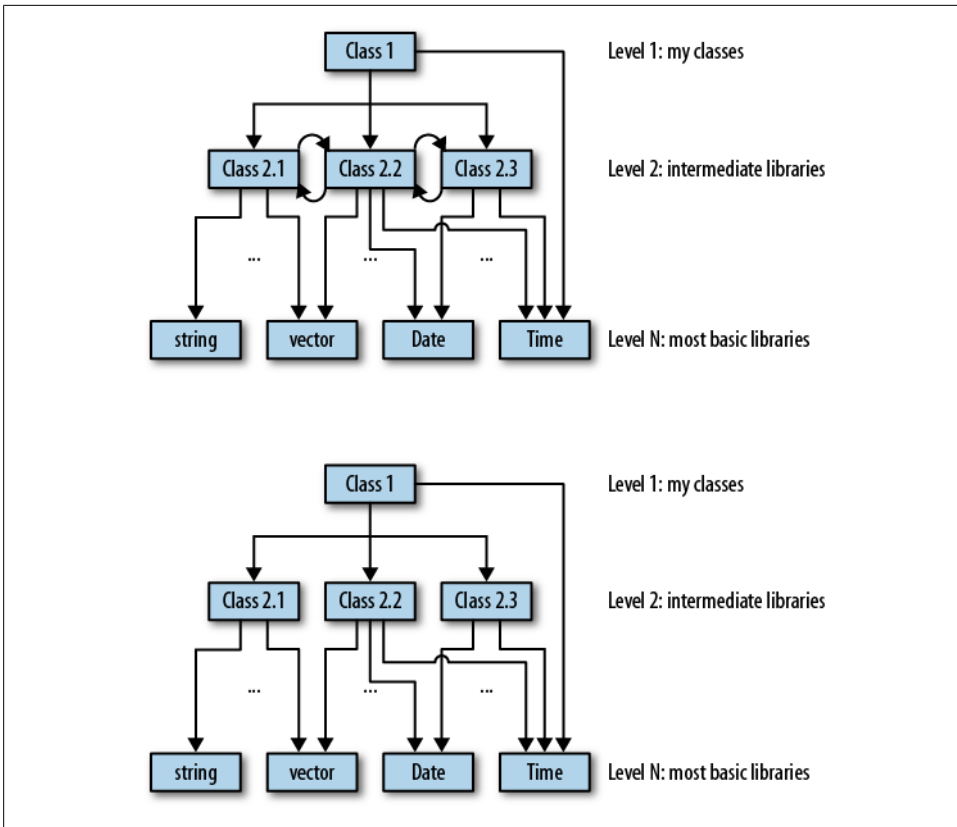 Class 1
Level 1: my classes
Class 2.1
Class 2.2
Class 2.3
Level 2: intermediate libraries
...
...
...
string
vector
Date
Time
Level N: most basic libraries
Class 1
Level 1: my classes
Class 2.1
Class 2.2
Class 2.3
Level 2: intermediate libraries
...
...
...
string
vector
Date
Time
Level N: most basic libraries